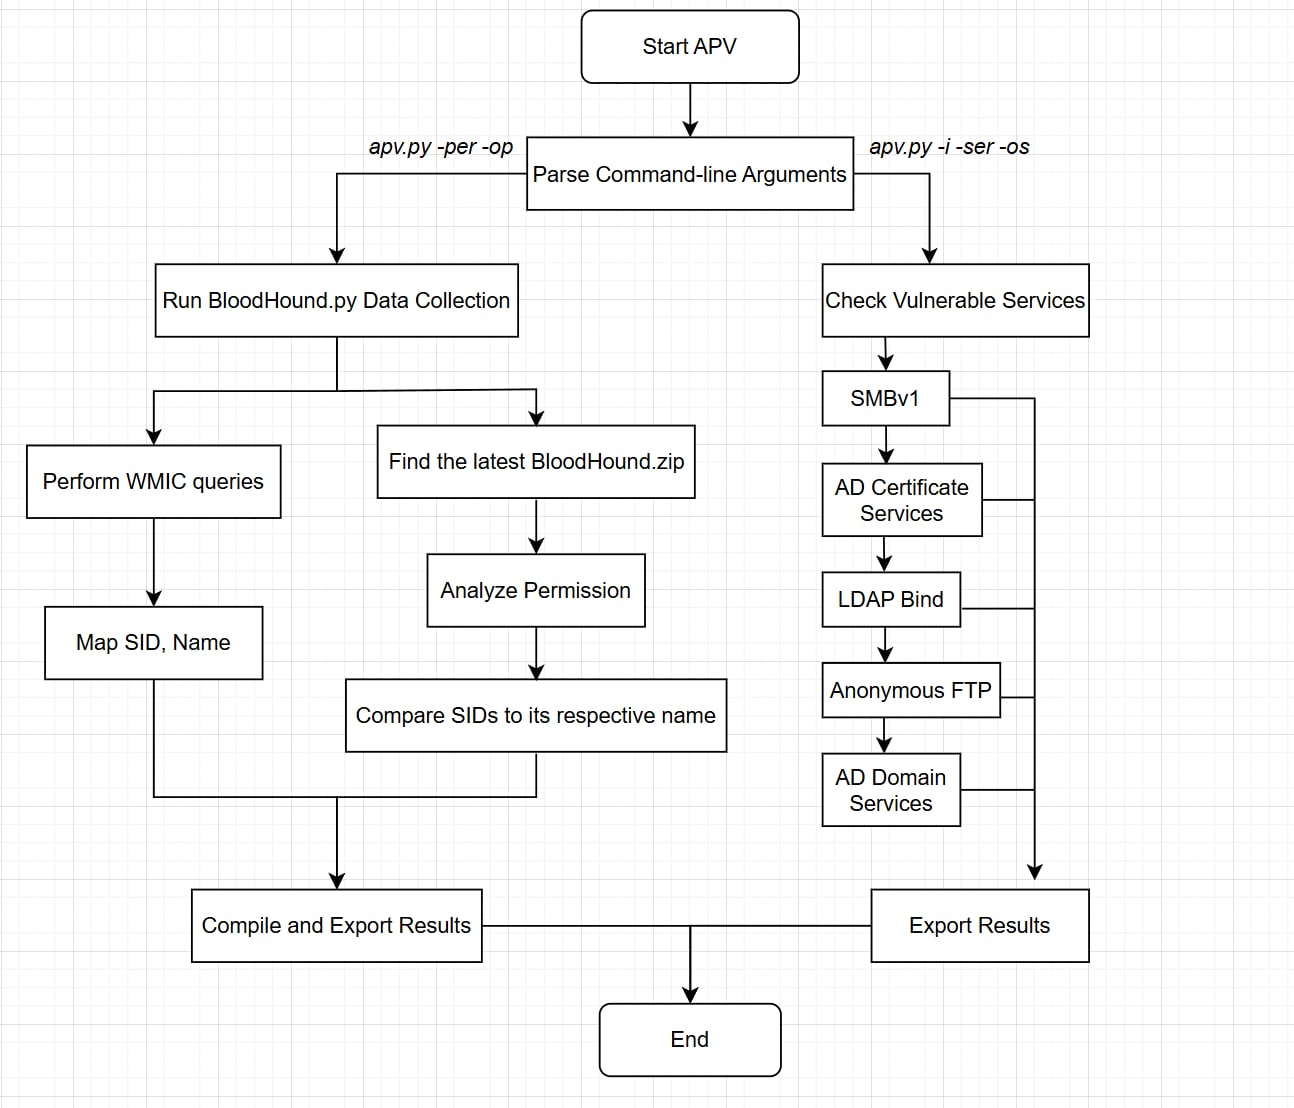 Start APV
apv.py -per -op
Parse Command-line Arguments
apv.py -i -ser -os
Run BloodHound.py Data Collection
Check Vulnerable Services
Perform WMIC queries
Find the latest BloodHound.zip
SMBv1
AD Certificate
Services
Analyze Permission
LDAP Bind
Map SID, Name
Compare SIDs to its respective name
Anonymous FTP
AD Domain
Services
Compile and Export Results
Export Results
End